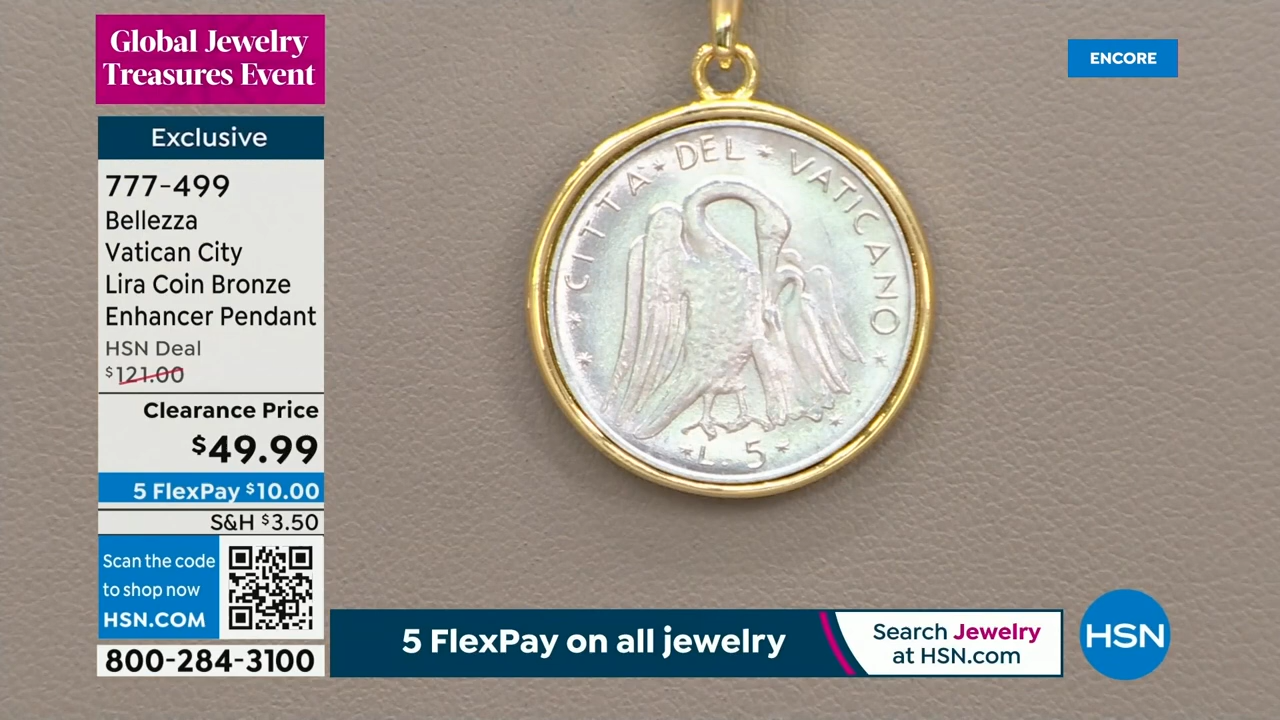 Global Jewelry
Treasures Event
ENCORE
Exclusive
777-499
Bellezza
Vatican City
Lira Coin Bronze
Enhancer Pendant
HSN Deal
$121.00
Clearance Price
$49.99
5 FlexPay $10.00
S&H $3.50
Scan the code
to shop now
HSN.COM
800-284-3100
CITTA * DEL * VATICANO
L. 5
5 FlexPay on all jewelry
Search Jewelry
at HSN.com
HSN